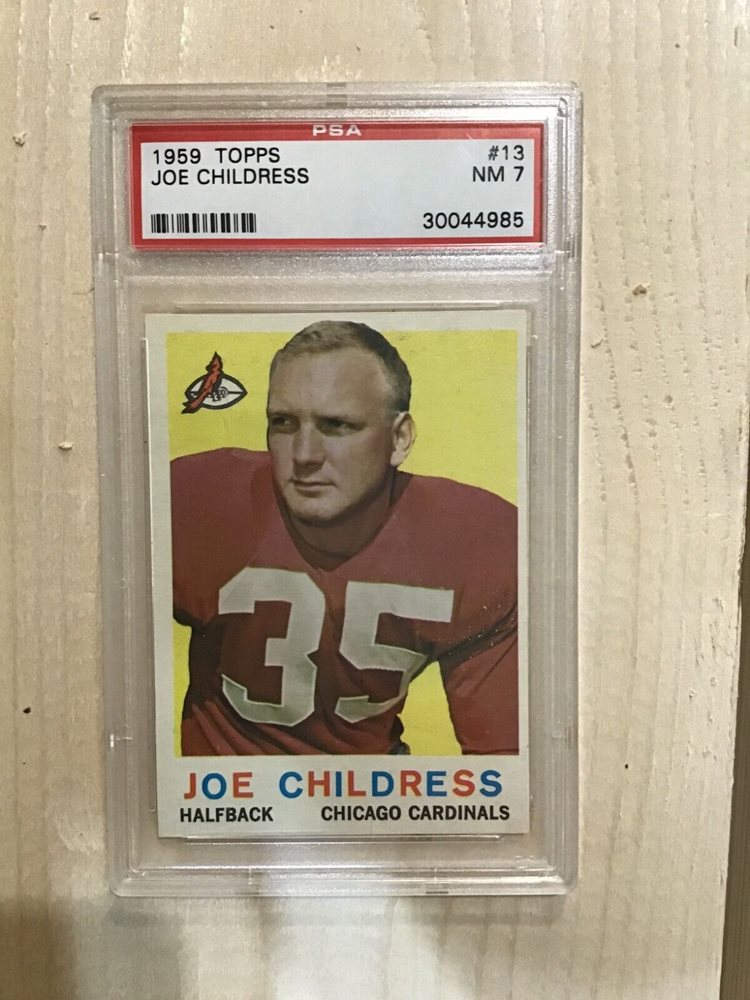 PSA
1959 TOPPS #13
JOE CHILDRESS NM 7
30044985
35
JOE CHILDRESS
HALFBACK CHICAGO CARDINALS